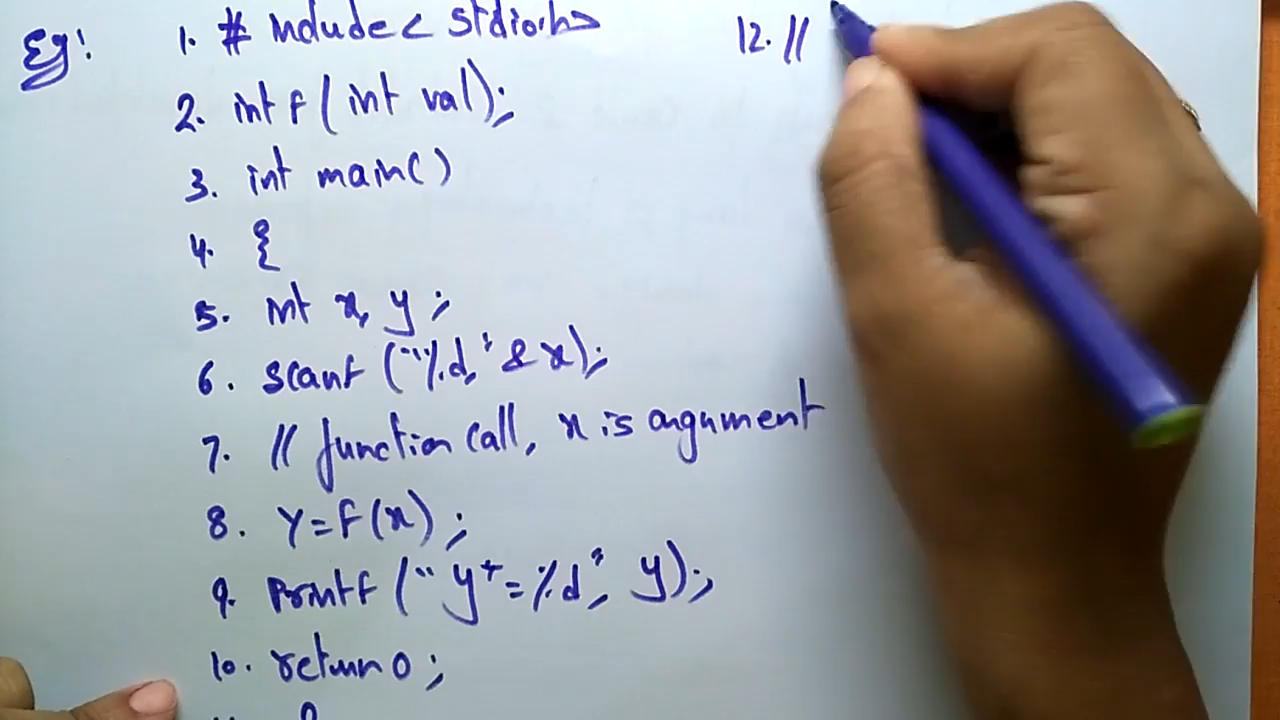 Eg:
1. # include < stdio.h>
2. int f ( int val);
3. int main()
4. {
5. int x, y ;
6. scanf ("%d," & x);
7. // function call, x is argument
8. Y=f(x) ;
9. Printf (" y+=%d", y);
10. return 0 ;
12. //